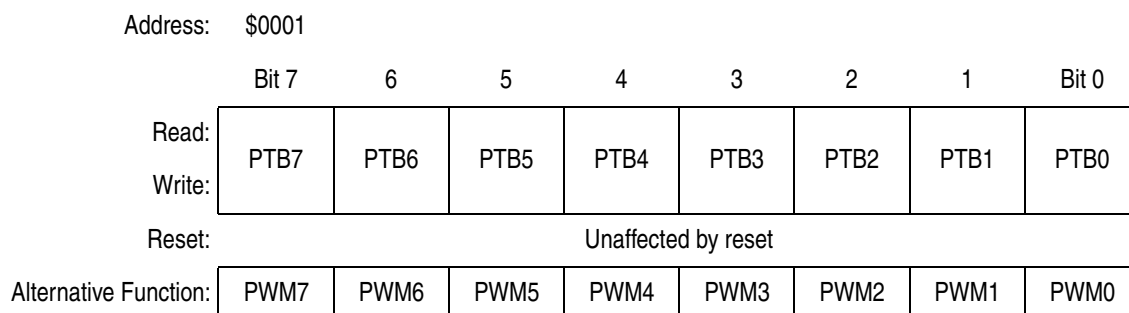 Address: $0001
Bit 7 6 5 4 3 2 1 Bit 0
Read:
PTB7 PTB6 PTB5 PTB4 PTB3 PTB2 PTB1 PTB0
Write:
Reset: Unaffected by reset
Alternative Function: PWM7 PWM6 PWM5 PWM4 PWM3 PWM2 PWM1 PWM0